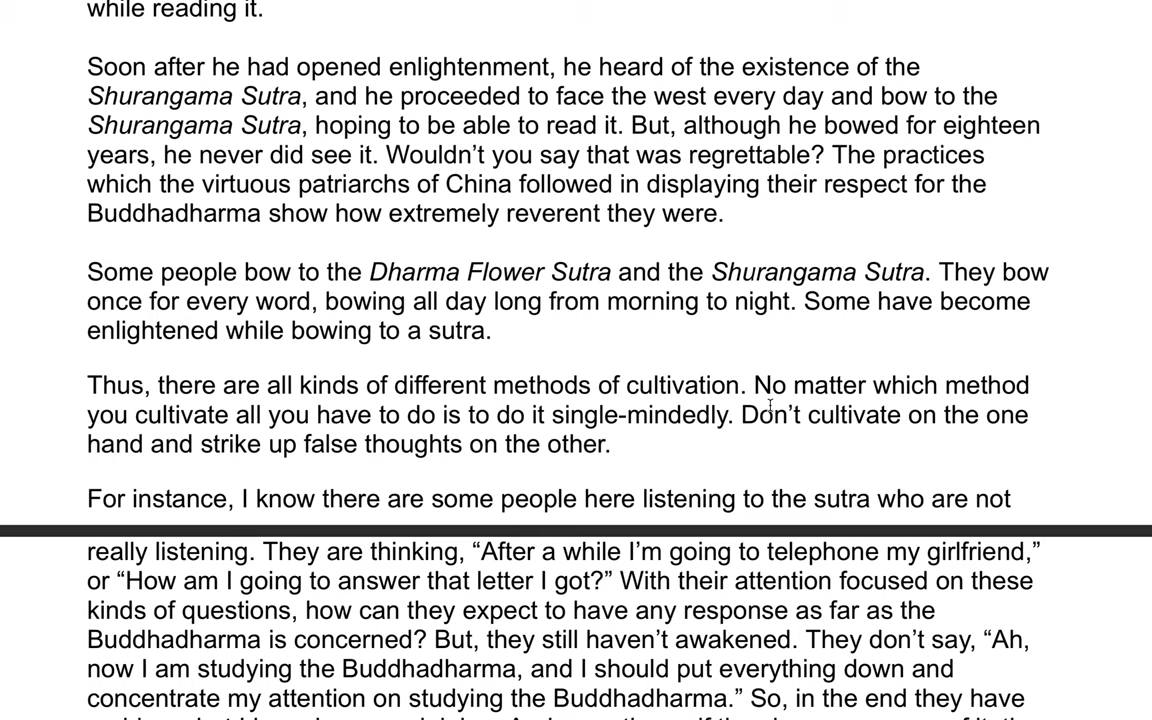 while reading it.
Soon after he had opened enlightenment, he heard of the existence of the
Shurangama Sutra, and he proceeded to face the west every day and bow to the
Shurangama Sutra, hoping to be able to read it. But, although he bowed for eighteen
years, he never did see it. Wouldn’t you say that was regrettable? The practices
which the virtuous patriarchs of China followed in displaying their respect for the
Buddhadharma show how extremely reverent they were.
Some people bow to the Dharma Flower Sutra and the Shurangama Sutra. They bow
once for every word, bowing all day long from morning to night. Some have become
enlightened while bowing to a sutra.
Thus, there are all kinds of different methods of cultivation. No matter which method
you cultivate all you have to do is to do it single-mindedly. Don’t cultivate on the one
hand and strike up false thoughts on the other.
For instance, I know there are some people here listening to the sutra who are not
really listening. They are thinking, “After a while I’m going to telephone my girlfriend,”
or “How am I going to answer that letter I got?” With their attention focused on these
kinds of questions, how can they expect to have any response as far as the
Buddhadharma is concerned? But, they still haven’t awakened. They don’t say, “Ah,
now I am studying the Buddhadharma, and I should put everything down and
concentrate my attention on studying the Buddhadharma.” So, in the end they have